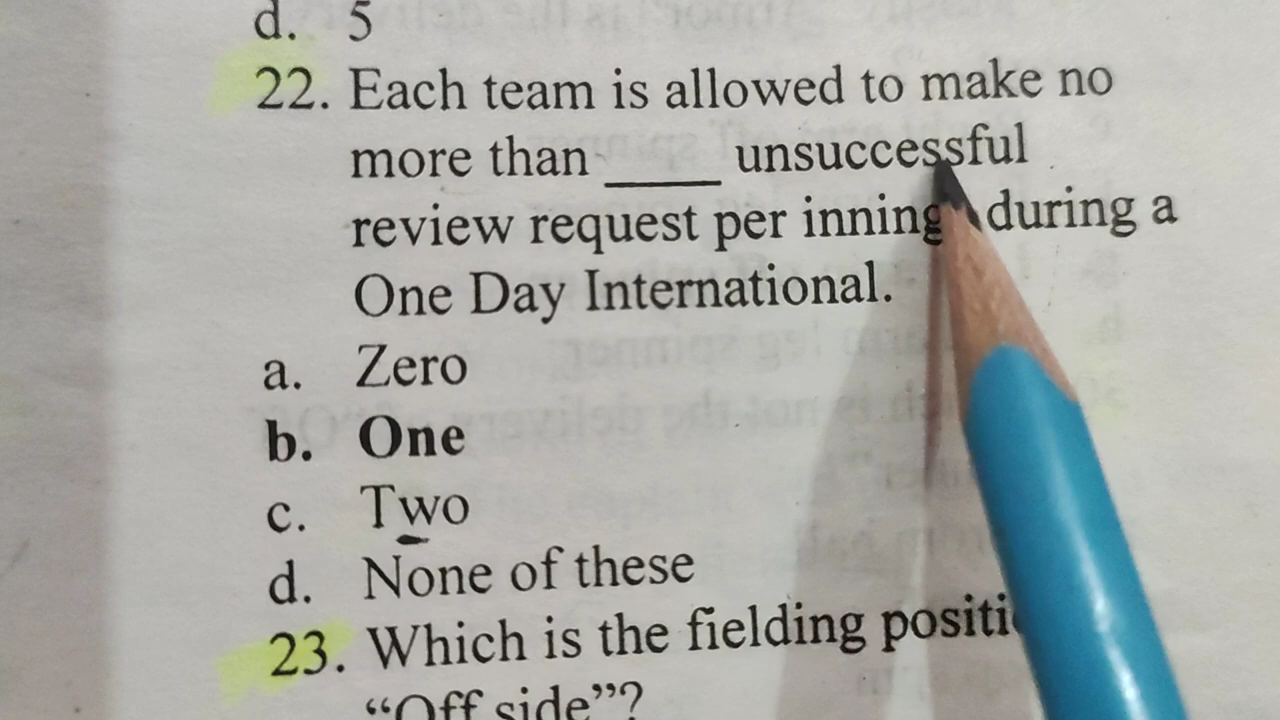 d. 5
22. Each team is allowed to make no
more than ____ unsuccessful
review request per inning during a
One Day International.
a. Zero
b. One
c. Two
d. None of these
23. Which is the fielding
"Off side"?